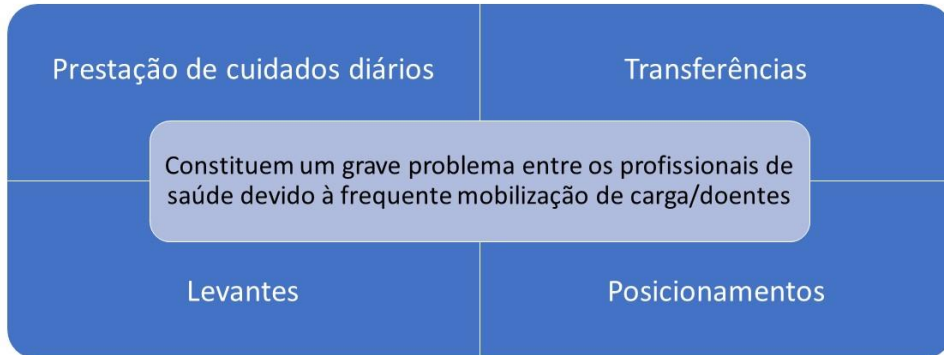 Prestação de cuidados diários
Transferências
Constituem um grave problema entre os profissionais de
saúde devido à frequente mobilização de carga/doentes
Levantes
Posicionamentos